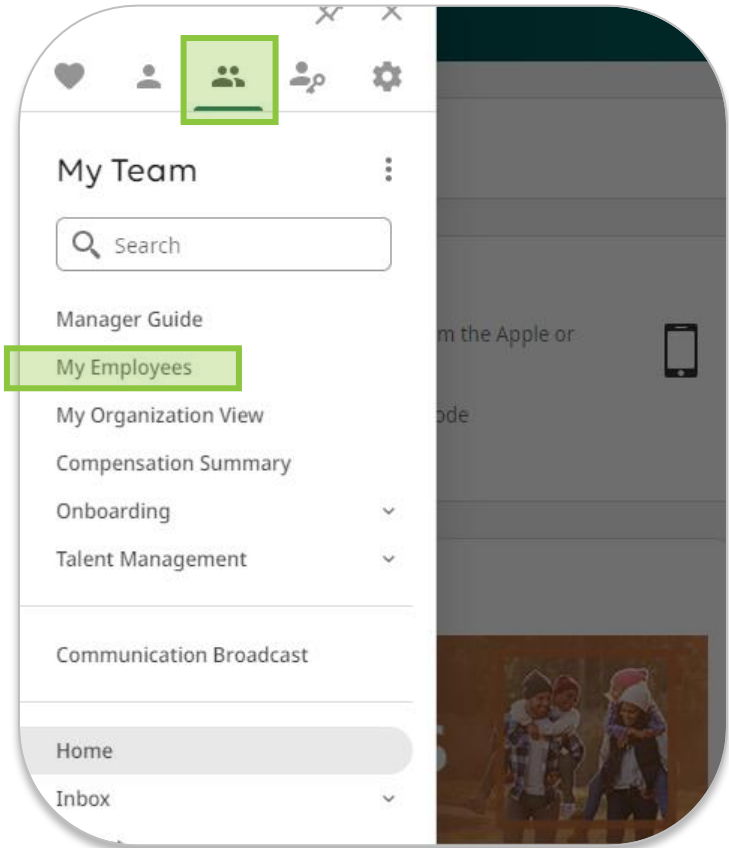 My Team
Search
Manager Guide
My Employees
My Organization View
Compensation Summary
Onboarding
Talent Management
Communication Broadcast
Home
Inbox
the Apple or